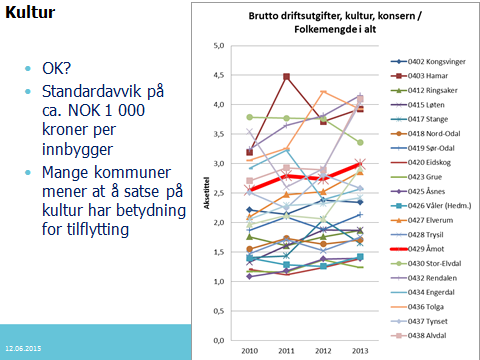 Kultur
• OK?
• Standardavvik på
ca. NOK 1 000
kroner per
innbygger
• Mange kommuner
mener at å satse på
kultur har betydning
for tilflytting
12.06.2015
Brutto driftsutgifter, kultur, konsern /
Folkemengde i alt
Aksetittel
5,0
4,5
4,0
3,5
3,0
2,5
2,0
1,5
1,0
0,5
0,0
2010 2011 2012 2013
0402 Kongsvinger
0403 Hamar
0412 Ringsaker
0415 Løten
0417 Stange
0418 Nord-Odal
0419 Sør-Odal
0420 Eidskog
0423 Grue
0425 Åsnes
0426 Våler (Hedm.)
0427 Elverum
0428 Trysil
0429 Åmot
0430 Stor-Elvdal
0432 Rendalen
0434 Engerdal
0436 Tolga
0437 Tynset
0438 Alvdal